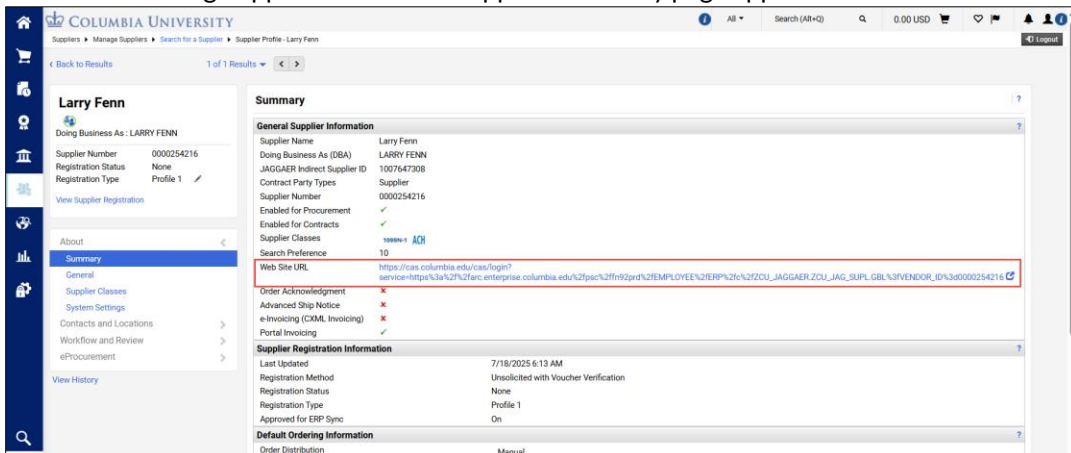 COLUMBIA UNIVERSITY
All
Search (Alt+Q)
0.00 USD
Suppliers Manage Suppliers Search for a Supplier Supplier Profile - Larry Fenn
Logout
Back to Results
1 of 1 Results
Larry Fenn
Doing Business As : LARRY FENN
Supplier Number 0000254216
Registration Status None
Registration Type Profile 1
View Supplier Registration
About
Summary
General
Supplier Classes
System Settings
Contacts and Locations
Workflow and Review
eProcurement
View History
Summary
General Supplier Information
Supplier Name Larry Fenn
Doing Business As (DBA) LARRY FENN
JAGGAER Indirect Supplier ID 1007647308
Contract Party Types Supplier
Supplier Number 0000254216
Enabled for Procurement
Enabled for Contracts
Supplier Classes 1099N-1 ACH
Search Preference 10
Web Site URL https://cas.columbia.edu/cas/login?
service=https%3a%2f%2farc.enterprise.columbia.edu%2fpsc%2ffn92prd%2fEMPLOYEE%2fERP%2fc%2fZCU_JAGGAER.ZCU_JAG_SUPL.GBL%3fVENDOR_ID%3d0000254216
Order Acknowledgment
Advanced Ship Notice
e-Invoicing (CXML Invoicing)
Portal Invoicing
Supplier Registration Information
Last Updated 7/18/2025 6:13 AM
Registration Method Unsolicited with Voucher Verification
Registration Status None
Registration Type Profile 1
Approved for ERP Sync On
Default Ordering Information
Order Distribution Manual